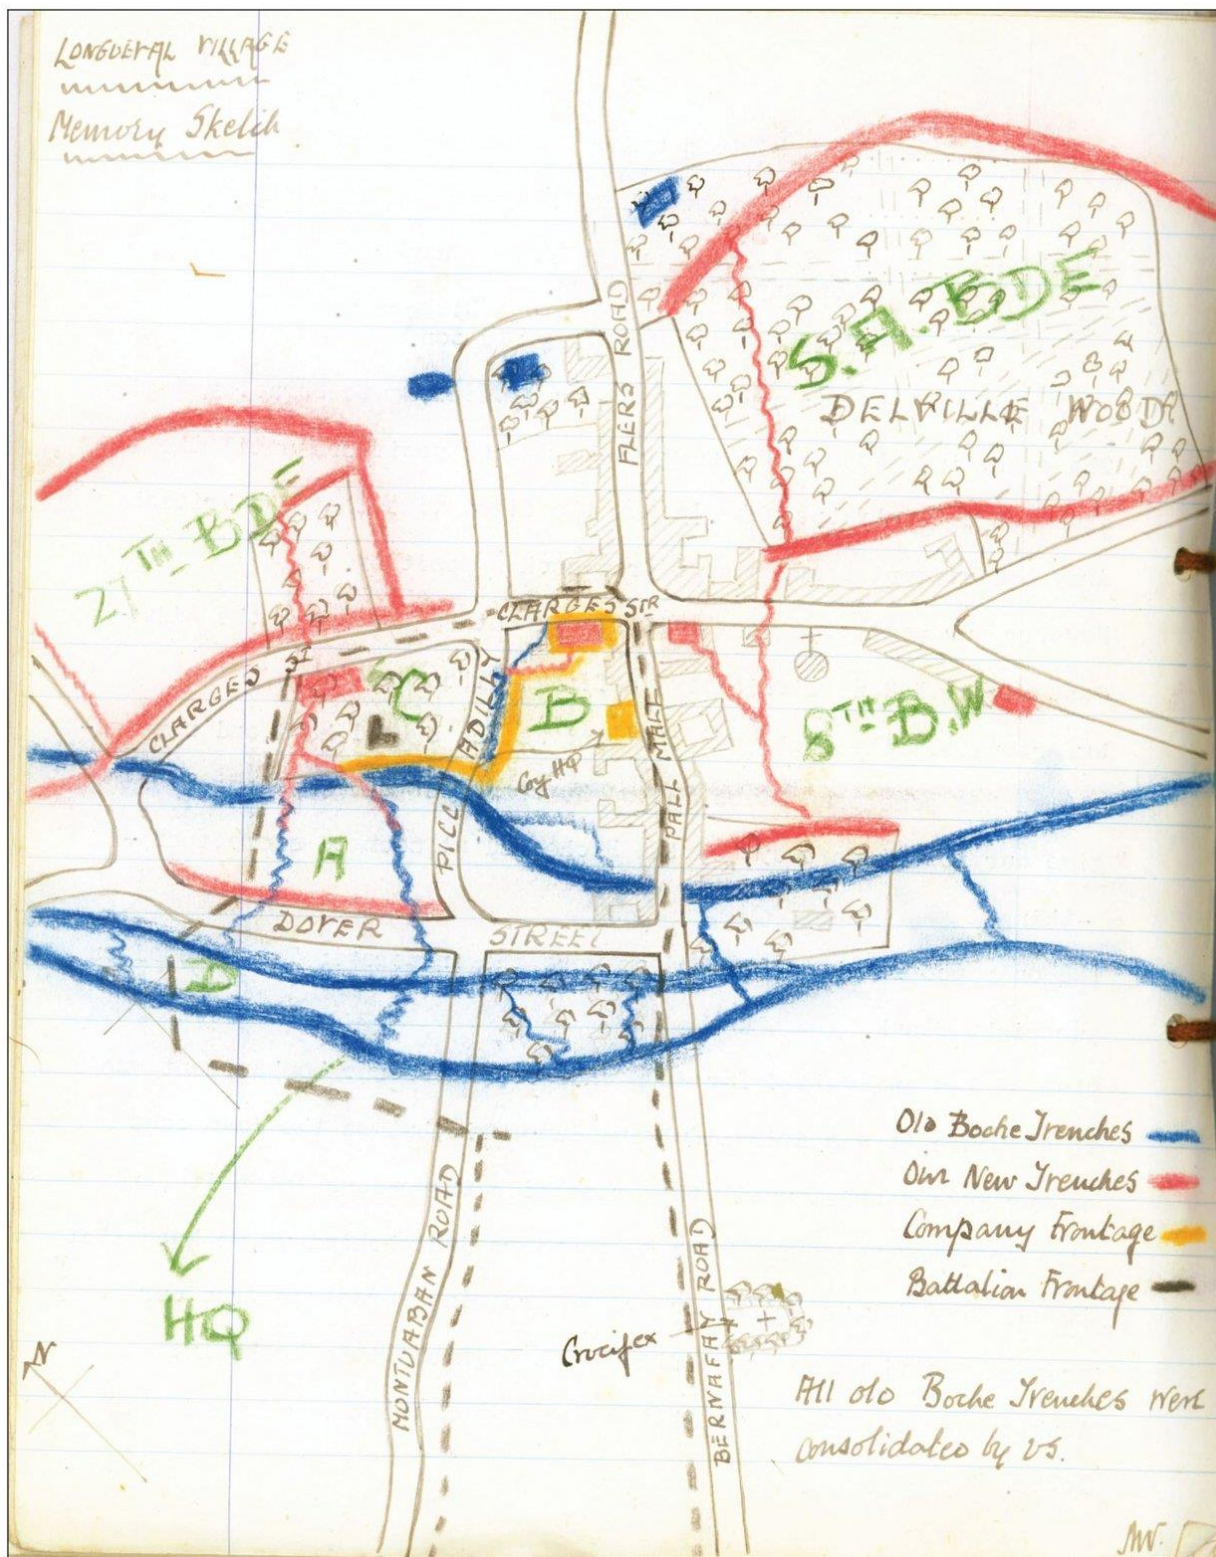 LONGUEVAL VILLAGE
Memory Sketch
S.A. BDE
DELVILLE WOOD
FLERS ROAD
27TH BDE
CLARGES STR
CLARGES ST
C
B
PICCADILLY
PALL MALL
8TH B.W
Coy HQ
A
DOVER STREET
D
HQ
Old Boche Trenches
Our New Trenches
Company Frontage
Battalion Frontage
MONTUABAN ROAD
BERNAFAY ROAD
Crucifex
N
All old Boche Trenches were
consolidated by us.